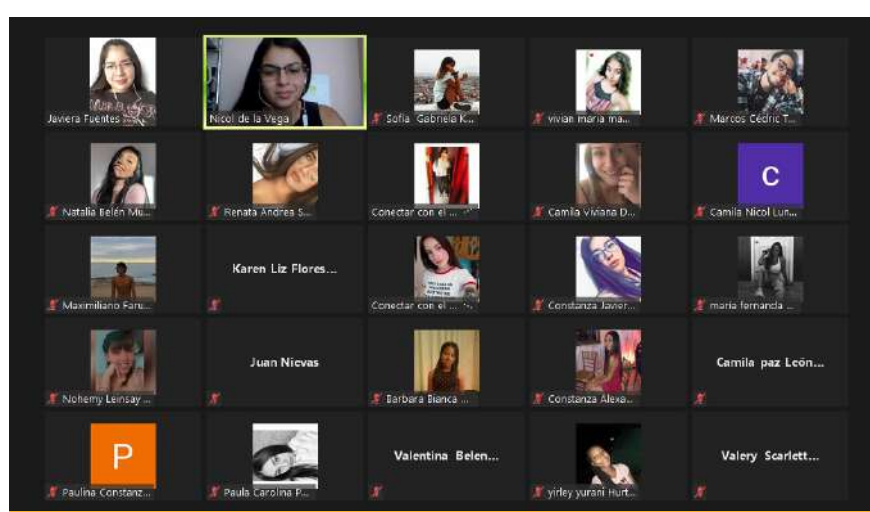 Javiera Fuentes
Nicol de la Vega
Sofía Gabriela K...
vivian maria ma...
Marcos Cédric T...
Natalia Belén Mu...
Renata Andrea S...
Conectar con el ...
Camila Viviana D...
C
Camila Nicol Lun...
Maximiliano Faru...
Karen Liz Flores...
Conectar con el ...
Constanza Javier...
maria fernanda ...
Nohemy Leinsay ...
Juan Nievas
Barbara Bianca ...
Constanza Alexa...
Camila paz León...
P
Paulina Constanz...
Paula Carolina P...
Valentina Belen...
yirley yurani Hurt...
Valery Scarlett...